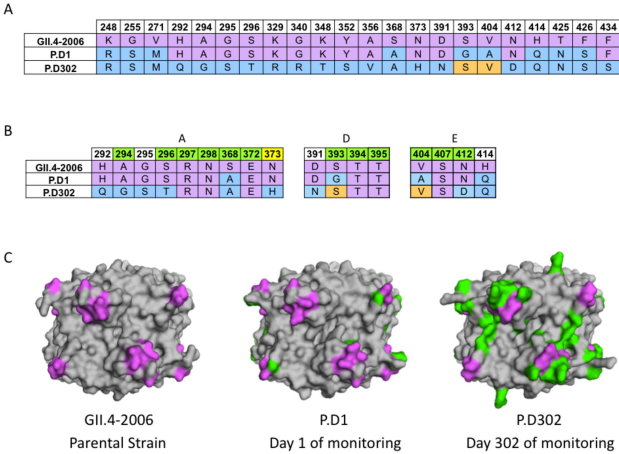 A
248 255 271 292 294 295 296 329 340 348 352 356 368 373 391 393 404 412 414 425 426 434
GII.4-2006 K G V H A G S K G K Y A S N D S V N H T F F
P.D1 R S M H A G S K G K Y A A N D G A N Q N S F
P.D302 R S M Q G S T R R T S V A H N S V D Q N S S
B
A D E
292 294 295 296 297 298 368 372 373 391 393 394 395 404 407 412 414
GII.4-2006 H A G S R N S E N D S T T V S N H
P.D1 H A G S R N A E N D G T T A S N Q
P.D302 Q G S T R N A E H N S T T V S D Q
C
GII.4-2006 P.D1 P.D302
Parental Strain Day 1 of monitoring Day 302 of monitoring